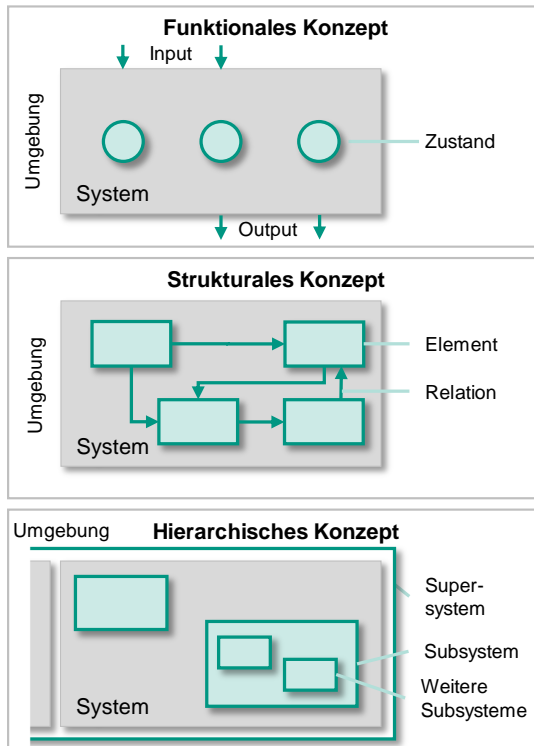 Funktionales Konzept
Input
Umgebung
Zustand
System
Output
Strukturales Konzept
Umgebung
Element
Relation
System
Umgebung
Hierarchisches Konzept
Super-
system
Subsystem
Weitere
Subsysteme
System